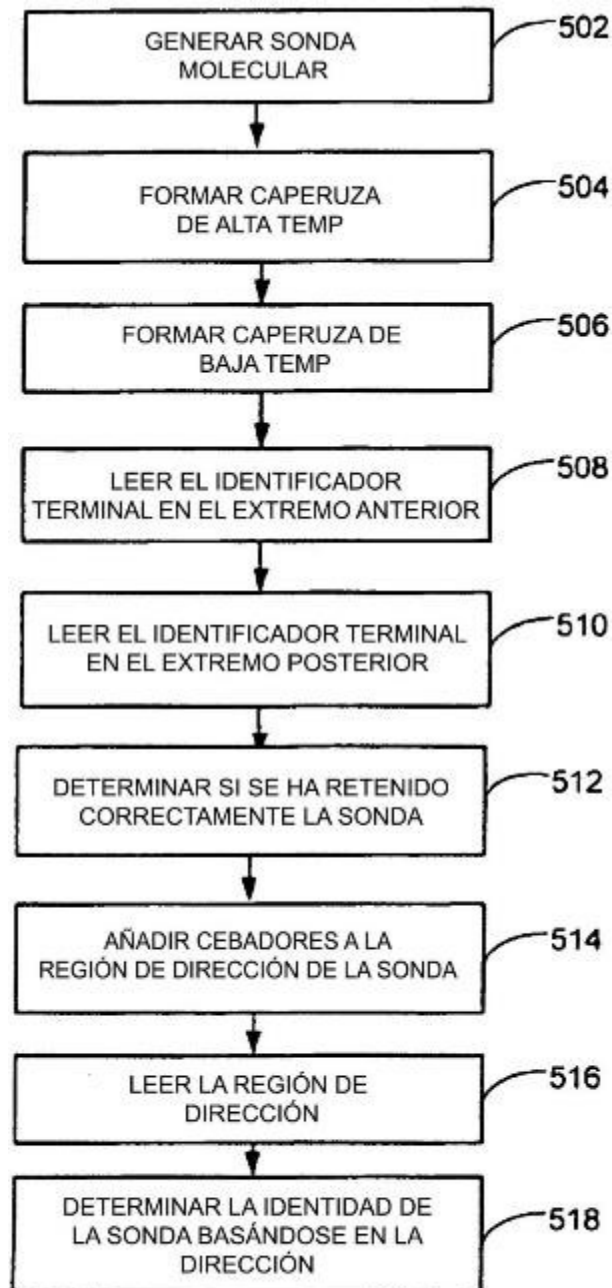 GENERAR SONDA
MOLECULAR
502
FORMAR CAPERUZA
DE ALTA TEMP
504
FORMAR CAPERUZA DE
BAJA TEMP
506
LEER EL IDENTIFICADOR
TERMINAL EN EL EXTREMO ANTERIOR
508
LEER EL IDENTIFICADOR TERMINAL
EN EL EXTREMO POSTERIOR
510
DETERMINAR SI SE HA RETENIDO
CORRECTAMENTE LA SONDA
512
AÑADIR CEBADORES A LA
REGIÓN DE DIRECCIÓN DE LA SONDA
514
LEER LA REGIÓN DE
DIRECCIÓN
516
DETERMINAR LA IDENTIDAD DE
LA SONDA BASÁNDOSE EN LA
DIRECCIÓN
518